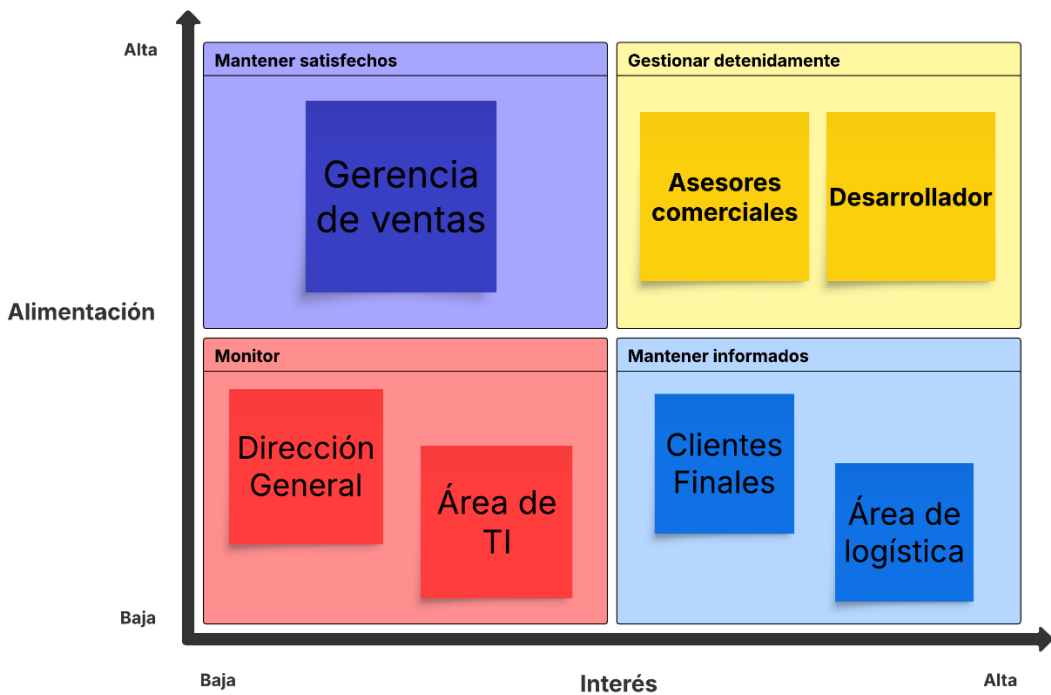 Alta
Mantener satisfechos
Gerencia
de ventas
Gestionar detenidamente
Asesores
comerciales
Desarrollador
Alimentación
Monitor
Dirección
General
Área de
TI
Mantener informados
Clientes
Finales
Área de
logística
Baja
Baja
Interés
Alta